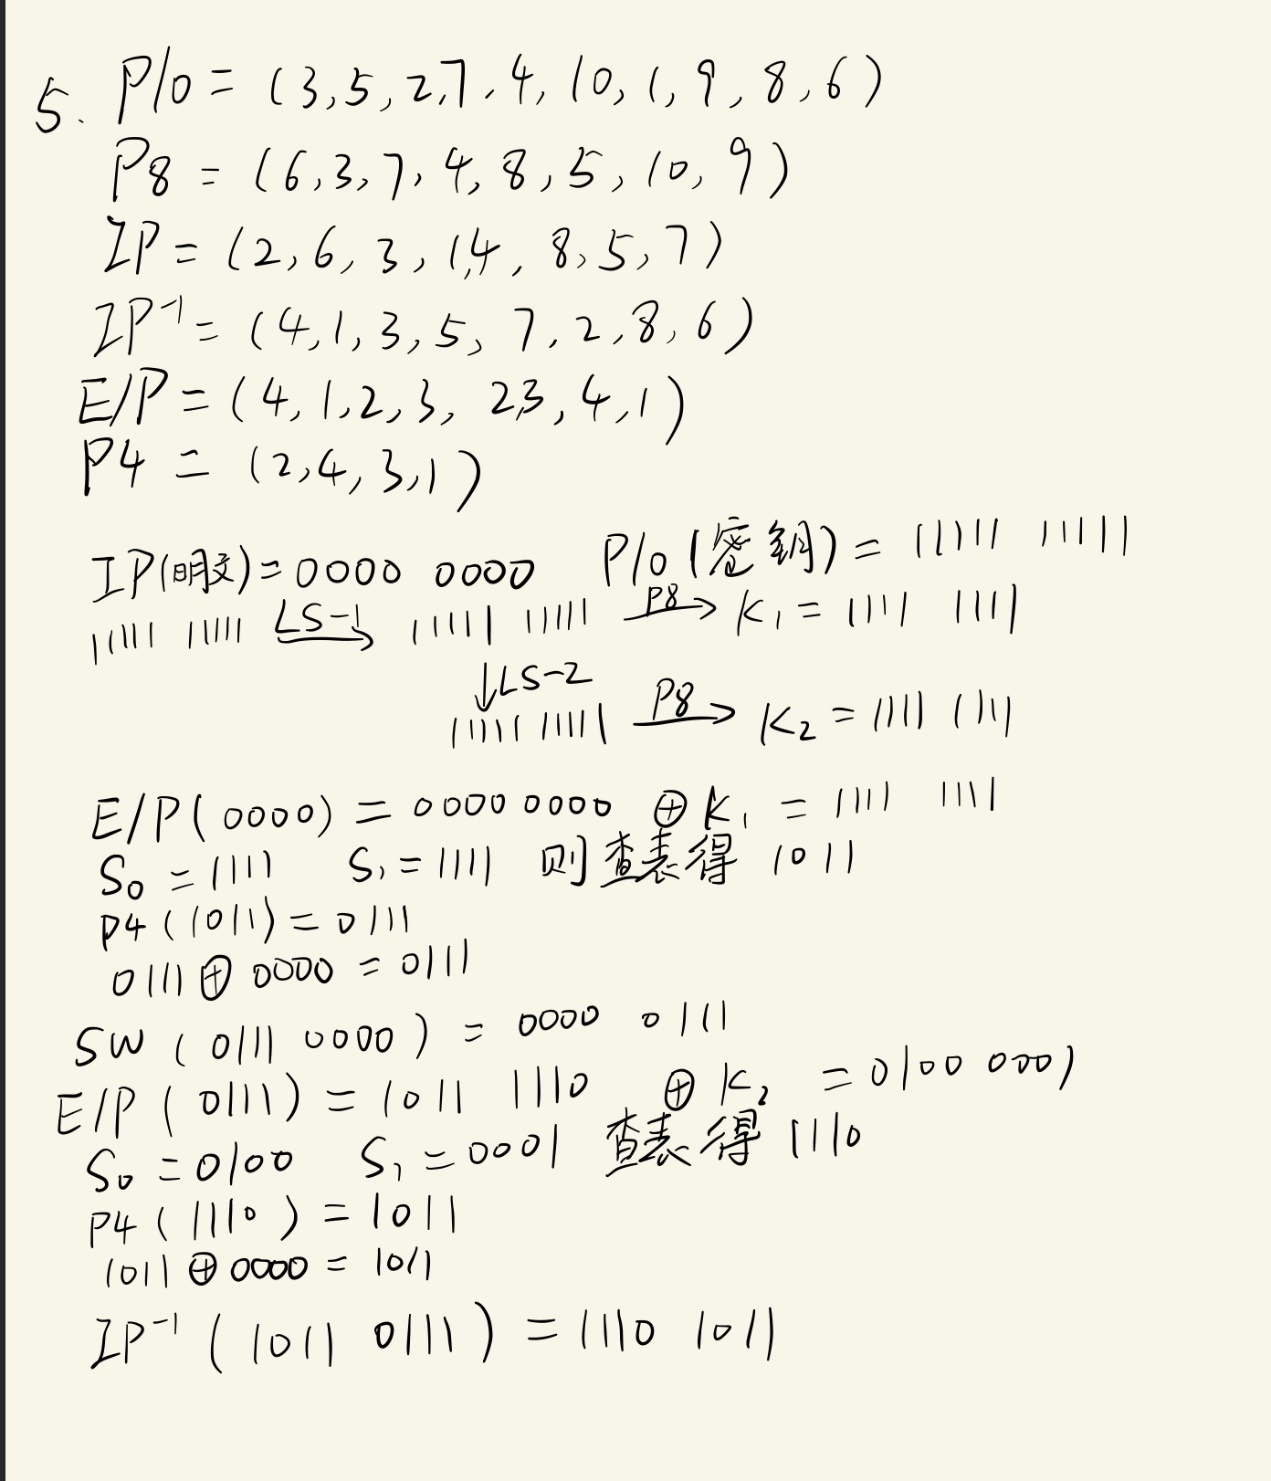 5. P10 = (3,5,2,7,4,10,1,9,8,6)
P8 = (6,3,7,4,8,5,10,9)
IP = (2,6,3,1,4,8,5,7)
IP⁻¹ = (4,1,3,5,7,2,8,6)
E/P = (4,1,2,3,2,3,4,1)
P4 = (2,4,3,1)
IP(明文) = 0000 0000 P10(密钥) = 11111 11111
11111 11111 LS-1→ 11111 11111 P8→ K₁ = 1111 1111
↓LS-2
11111 11111 P8→ K₂ = 1111 1111
E/P(0000) = 0000 0000 ⊕ K₁ = 1111 1111
S₀ = 1111 S₁ = 1111 则查表得 1011
P4(1011) = 0111
0111 ⊕ 0000 = 0111
SW(0111 0000) = 0000 0111
E/P(0111) = 1011 1110 ⊕ K₂ = 0100 0001
S₀ = 0100 S₁ = 0001 查表得 1110
P4(1110) = 1011
1011 ⊕ 0000 = 1011
IP⁻¹(1011 0111) = 1110 1011